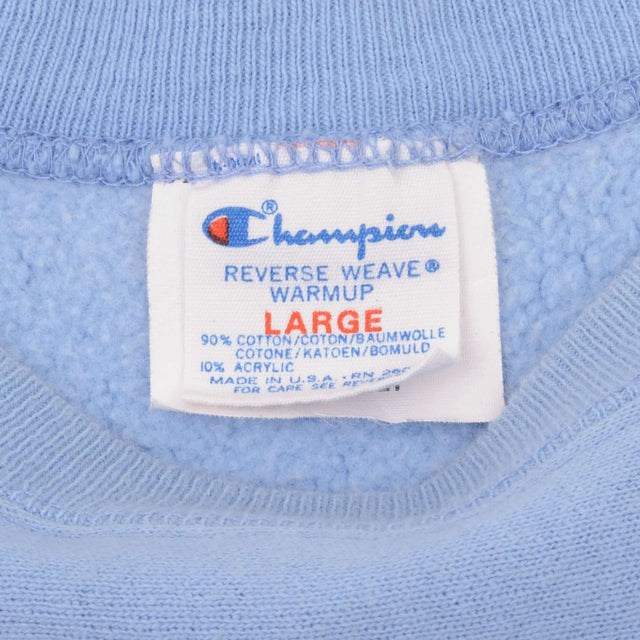 Champion®
REVERSE WEAVE®
WARMUP
LARGE
90% COTTON/COTON/BAUMWOLLE
COTONE/KATOEN/BOMULD
10% ACRYLIC
MADE IN U.S.A. RN
FOR CARE SEE